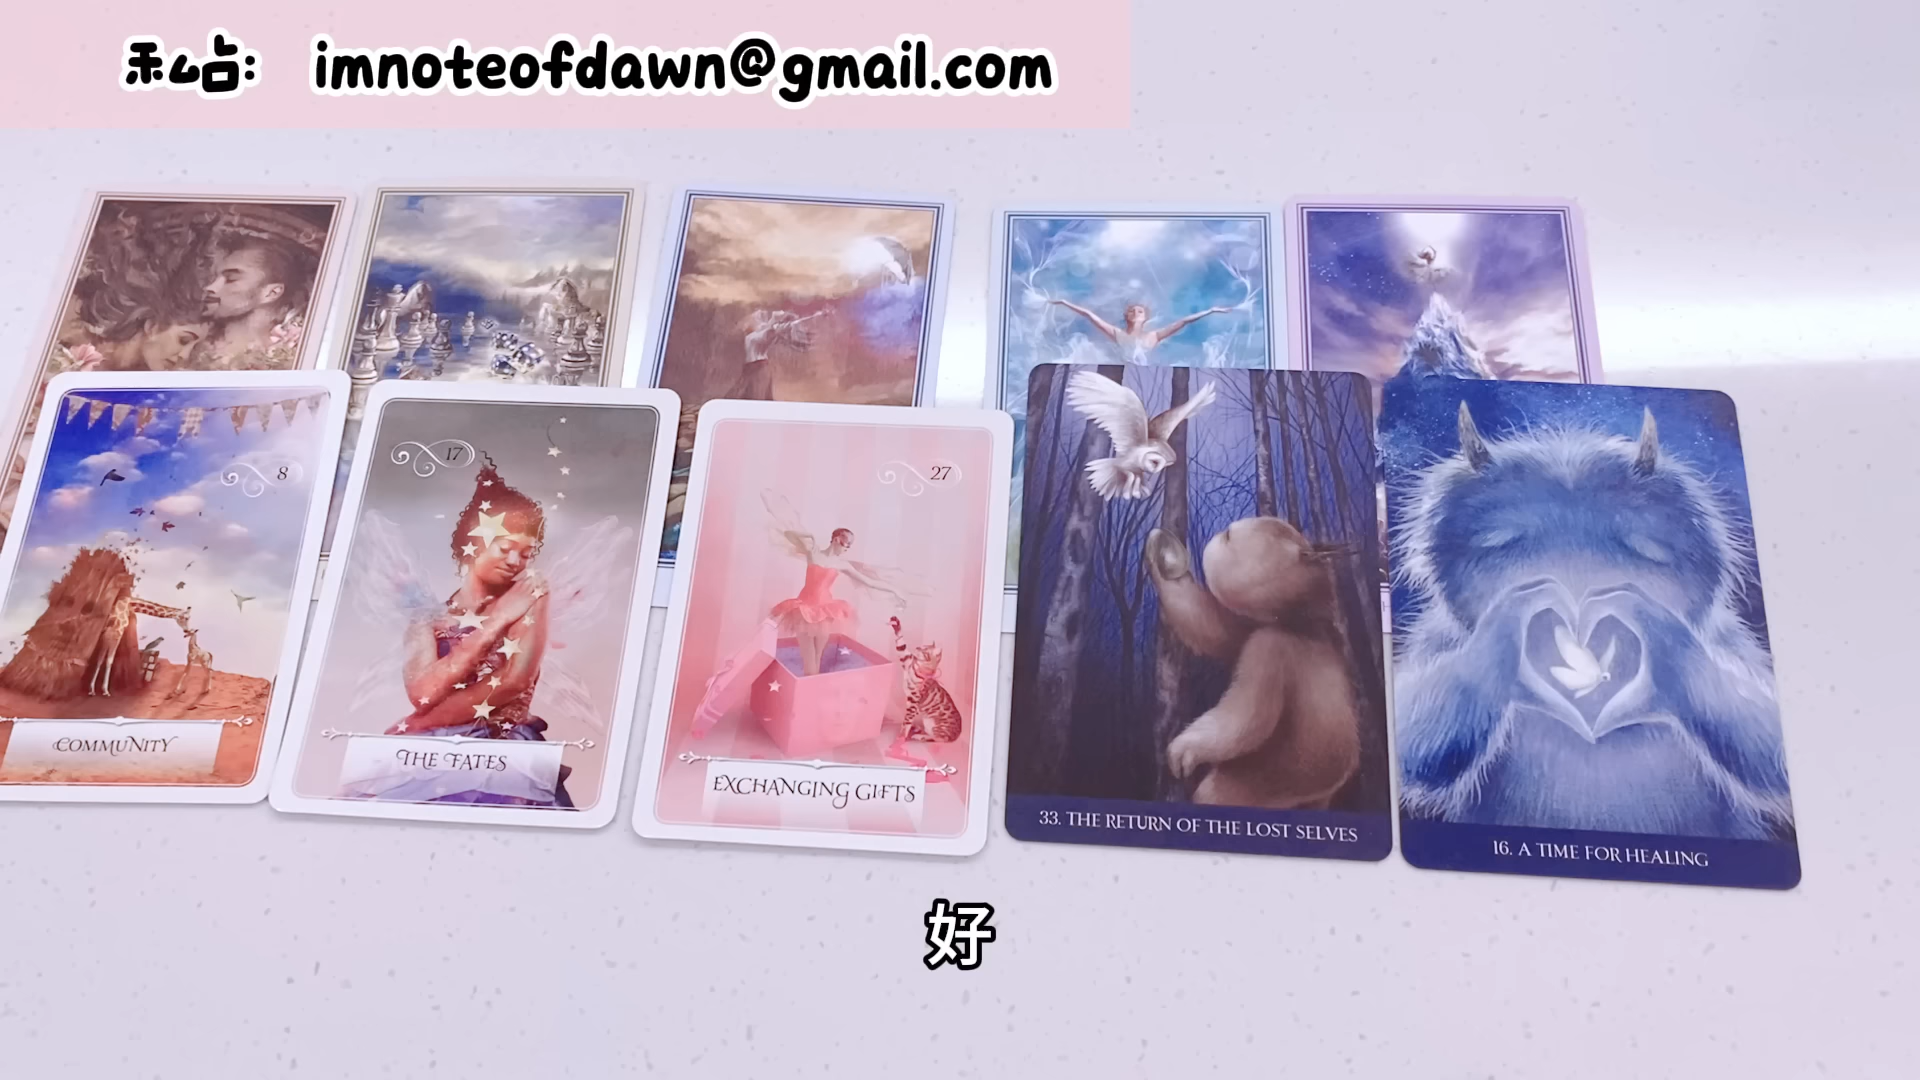 私占: imnoteofdawn@gmail.com
8
17
27
COMMUNITY
THE FATES
EXCHANGING GIFTS
33. THE RETURN OF THE LOST SELVES
16. A TIME FOR HEALING
好